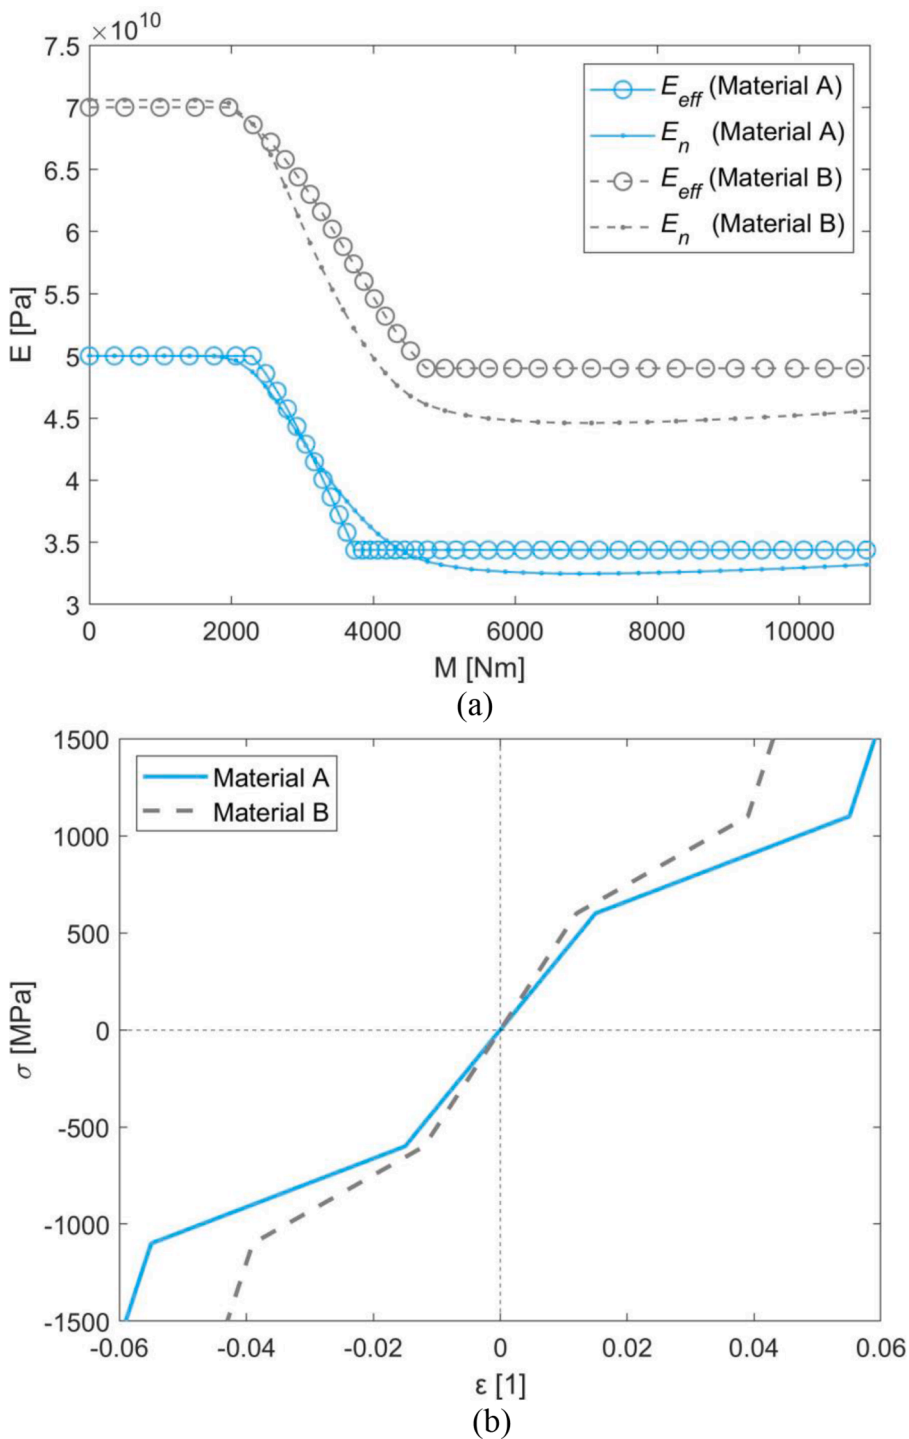 ×10¹⁰
7.5
7
6.5
6
5.5
5
4.5
4
3.5
3
E [Pa]
E_eff (Material A)
E_n (Material A)
E_eff (Material B)
E_n (Material B)
0 2000 4000 6000 8000 10000
M [Nm]
(a)
1500
1000
500
0
-500
-1000
-1500
σ [MPa]
Material A
Material B
-0.06 -0.04 -0.02 0 0.02 0.04 0.06
ε [1]
(b)